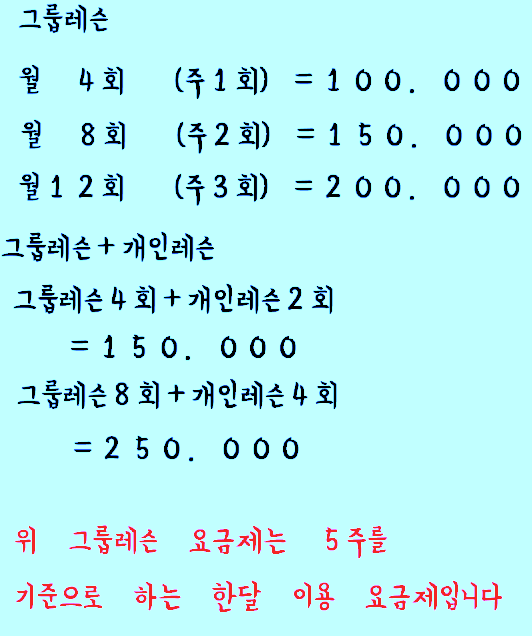 그룹레슨
월 4회 (주1회) = 100.000
월 8회 (주2회) = 150.000
월12회 (주3회) = 200.000
그룹레슨+개인레슨
그룹레슨4회+개인레슨2회
=150.000
그룹레슨8회+개인레슨4회
=250.000
위 그룹레슨 요금제는 5주를
기준으로 하는 한달 이용 요금제입니다